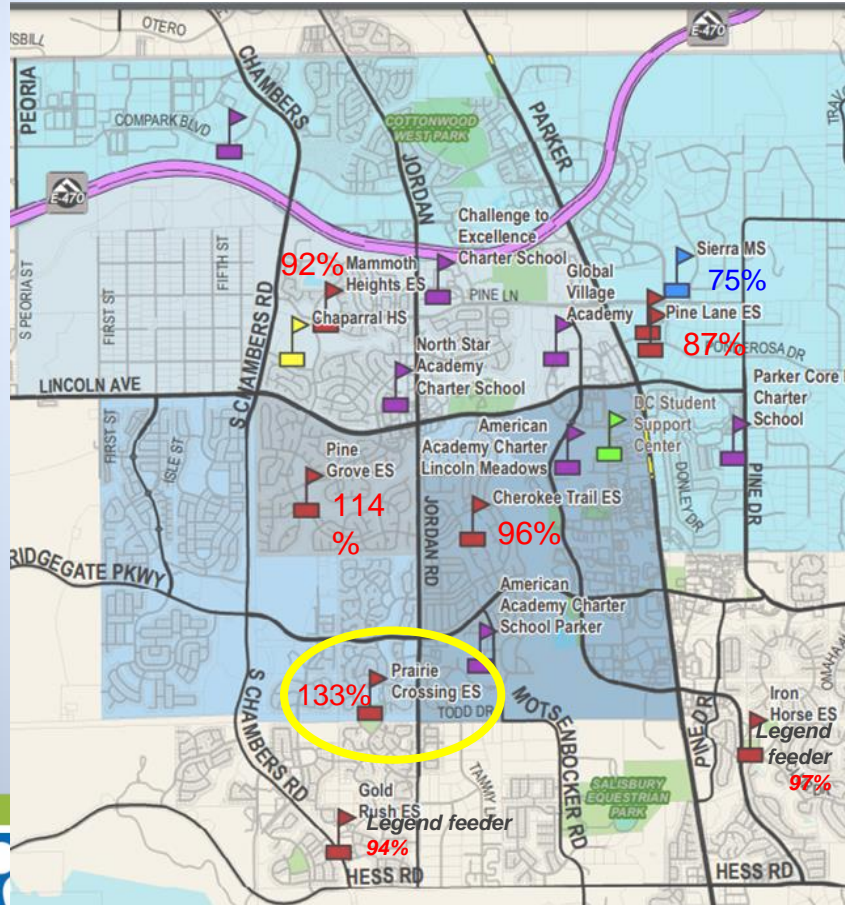 OTERO
E-470
USBILL
CHAMBERS
PEORIA
COMPARK BLVD
COTTONWOOD
WEST PARK
PARKER
JORDAN
E-470
Challenge to
Excellence
Charter School
FIFTH ST
92%
Mammoth
Heights ES
Sierra MS
75%
Global
Village
Academy
S PEORIA ST
FIRST ST
PINE LN
Chaparral HS
Pine Lane ES
87%
North Star
Academy
Charter School
S CHAMBERS RD
LINCOLN AVE
Parker Core
Charter
School
DC Student
Support
Center
American
Academy Charter
Lincoln Meadows
FIRST ST
ISLE ST
Pine
Grove ES
114
%
JORDAN RD
Cherokee Trail ES
96%
DONLEY DR
PINE DR
RIDGEGATE PKWY
American
Academy Charter
School Parker
S CHAMBERS RD
133%
Prairie
Crossing ES
TODD DR
MOTSENBOCKER RD
PINE DR
Iron
Horse ES
Legend
feeder
97%
TAMMY L
SALISBURY
EQUESTRIAN
PARK
Gold
Rush ES
Legend feeder
94%
HESS RD
HESS RD